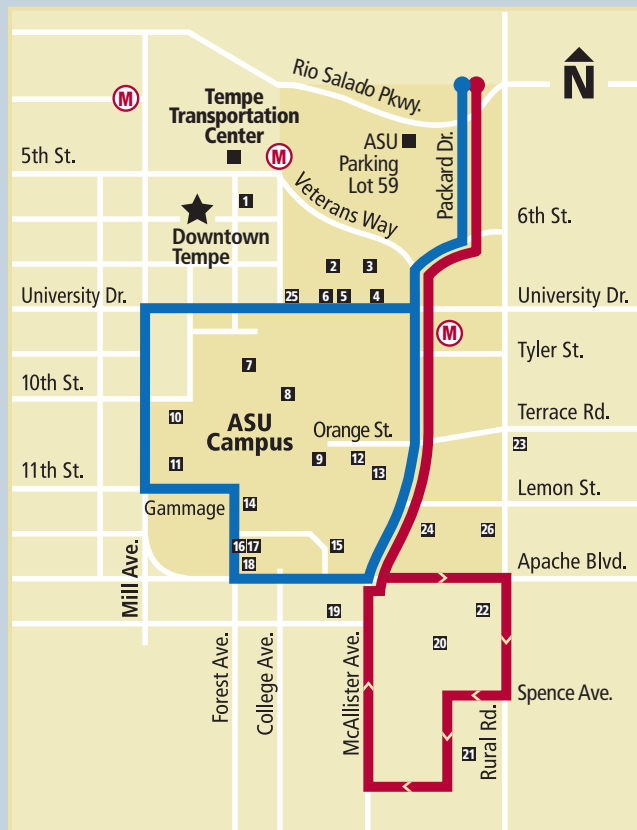 Rio Salado Pkwy.
N
M
Tempe
Transportation
Center
ASU
Parking
Lot 59
Packard Dr.
5th St.
M
Veterans Way
1
6th St.
Downtown
Tempe
2
3
University Dr.
25
6
5
4
University Dr.
M
Tyler St.
7
10th St.
8
10
ASU
Campus
Orange St.
Terrace Rd.
23
11th St.
11
9
12
13
Lemon St.
Gammage
14
24
26
16
17
15
18
Apache Blvd.
Mill Ave.
19
22
Forest Ave.
College Ave.
McAllister Ave.
20
Spence Ave.
Rural Rd.
21